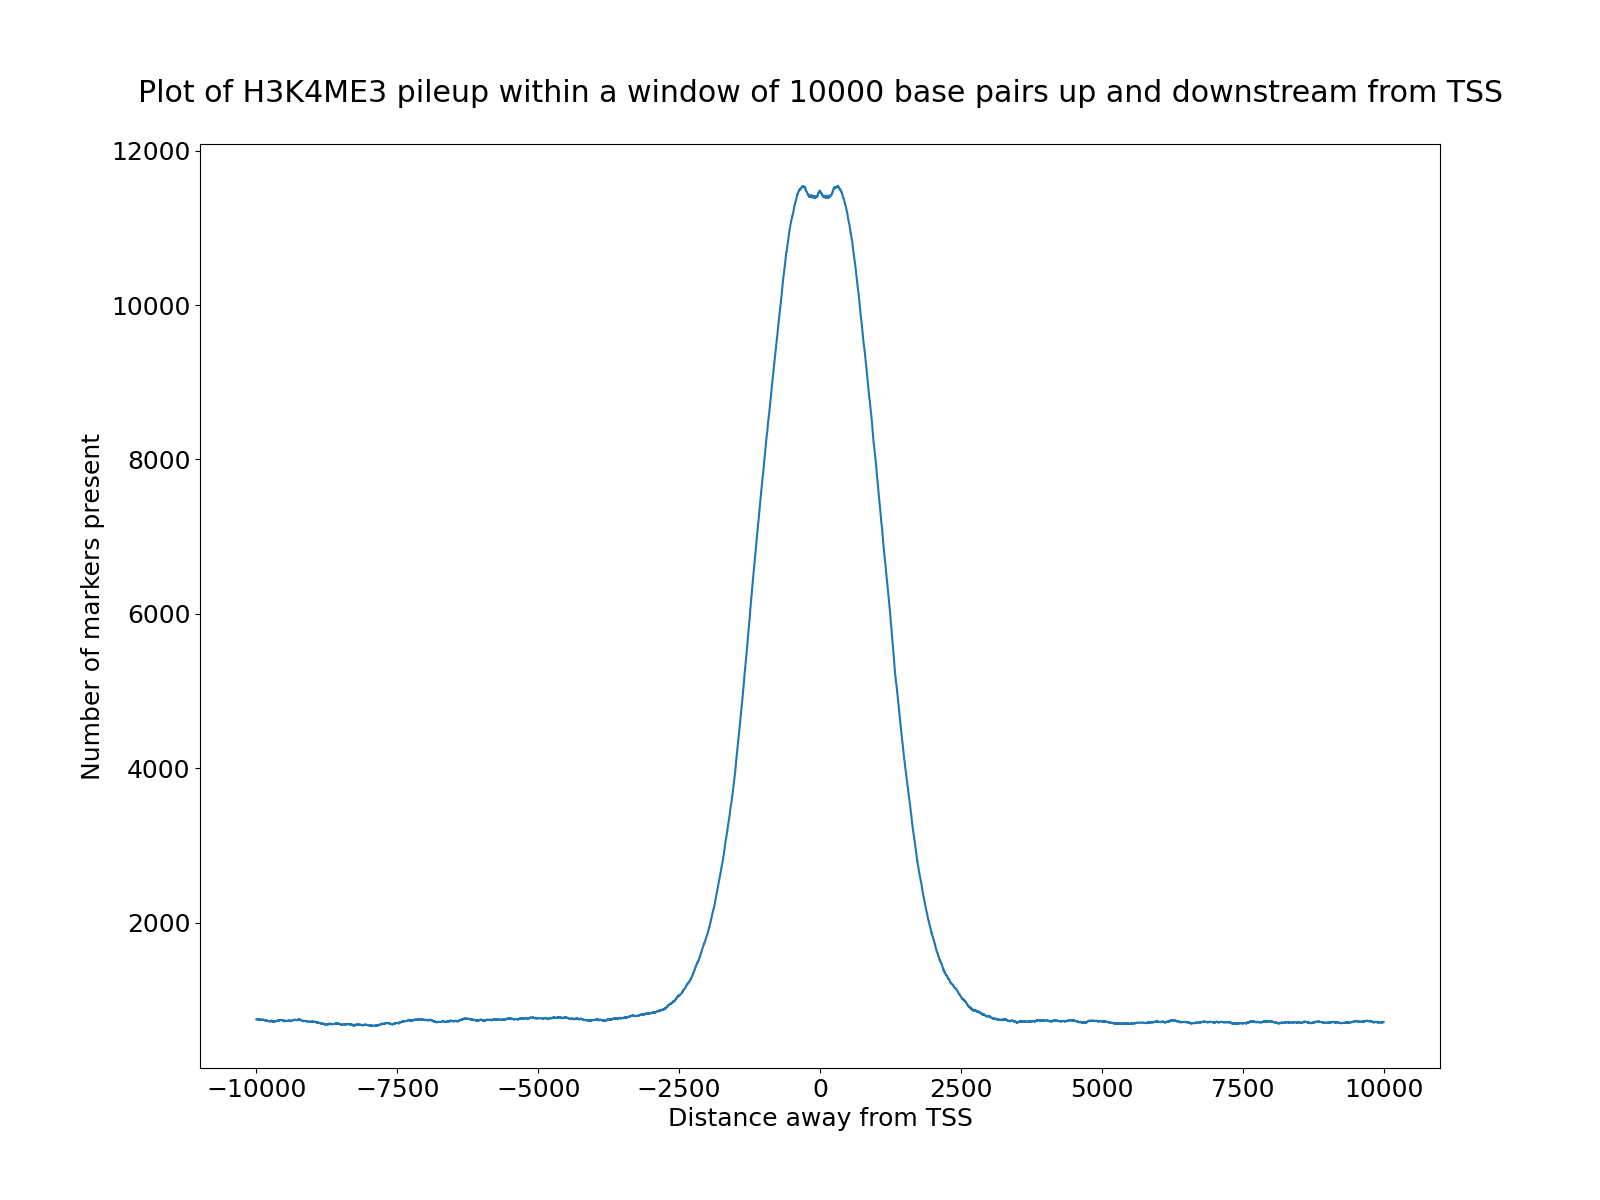 Plot of H3K4ME3 pileup within a window of 10000 base pairs up and downstream from TSS
12000
10000
8000
6000
4000
2000
Number of markers present
−10000 −7500 −5000 −2500 0 2500 5000 7500 10000
Distance away from TSS